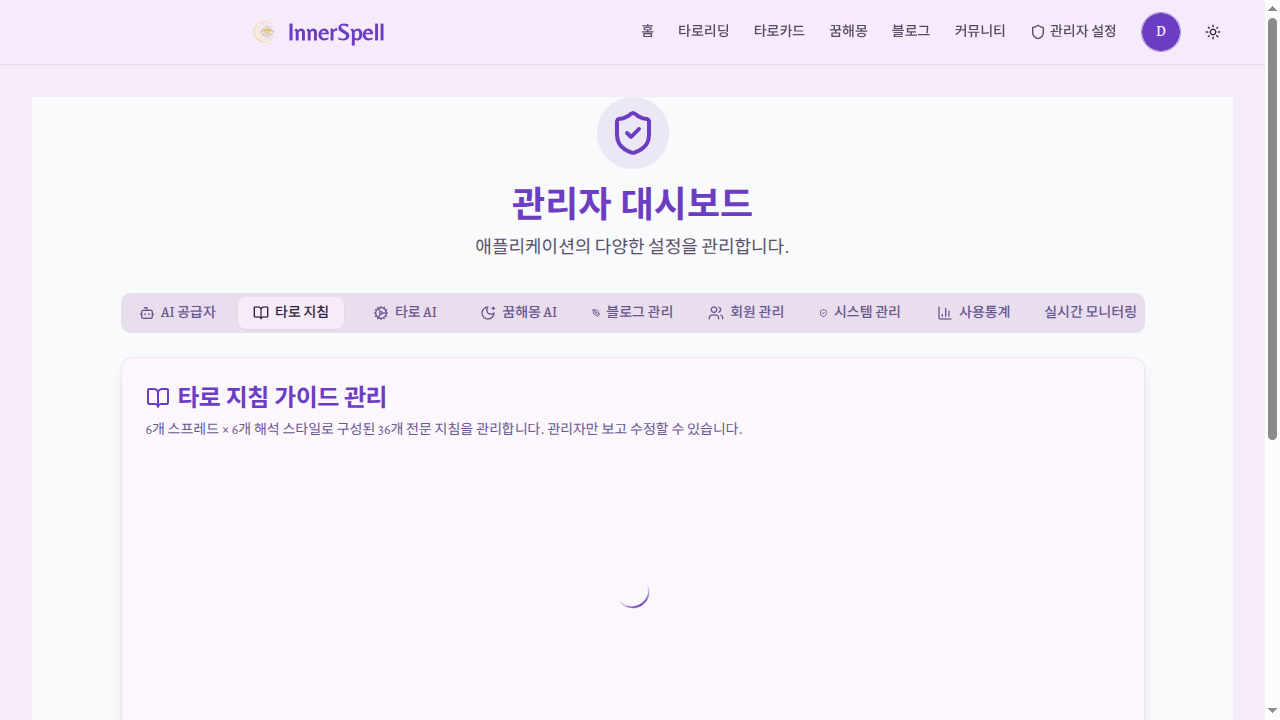 InnerSpell
홈 타로리딩 타로카드 꿈해몽 블로그 커뮤니티 관리자 설정 D
관리자 대시보드
애플리케이션의 다양한 설정을 관리합니다.
AI 공급자 타로 지침 타로 AI 꿈해몽 AI 블로그 관리 회원 관리 시스템 관리 사용통계 실시간 모니터링
타로 지침 가이드 관리
6개 스프레드 × 6개 해석 스타일로 구성된 36개 전문 지침을 관리합니다. 관리자만 보고 수정할 수 있습니다.